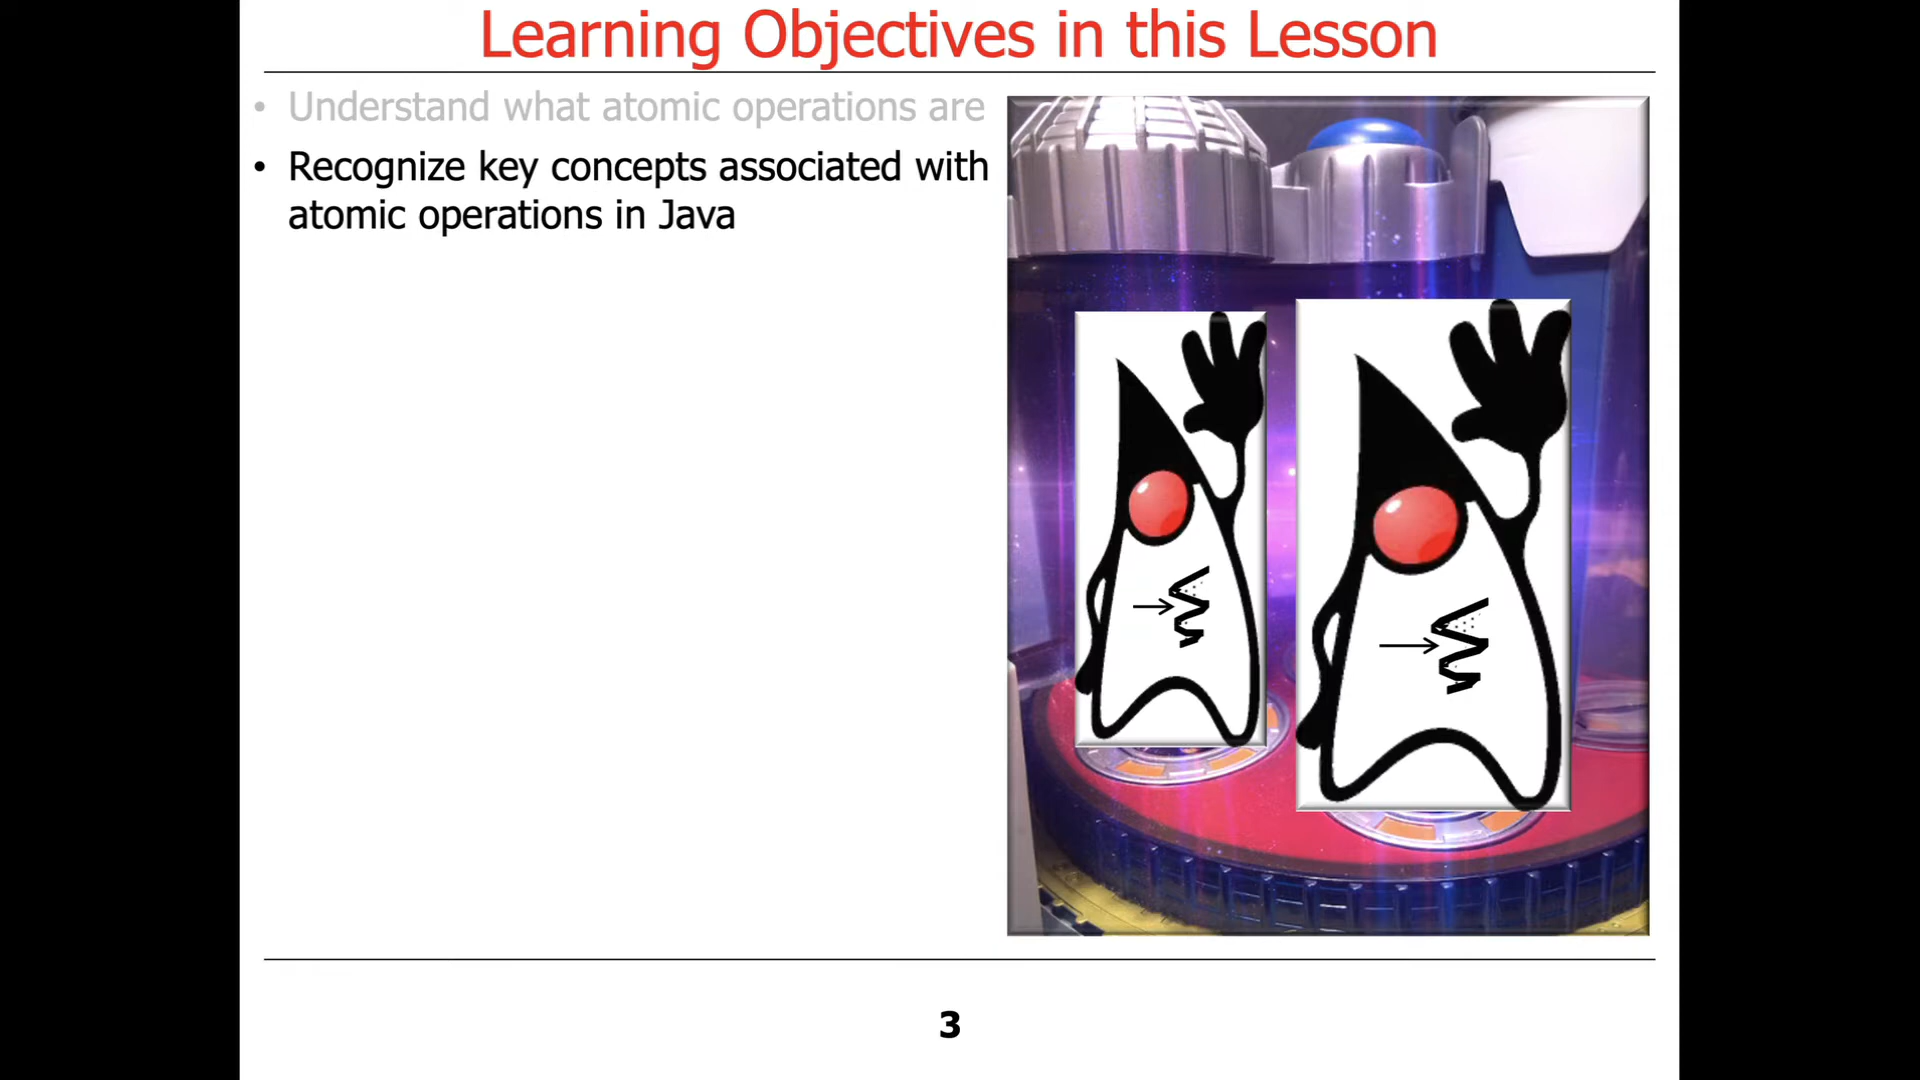 Learning Objectives in this Lesson
• Understand what atomic operations are
• Recognize key concepts associated with
atomic operations in Java
3